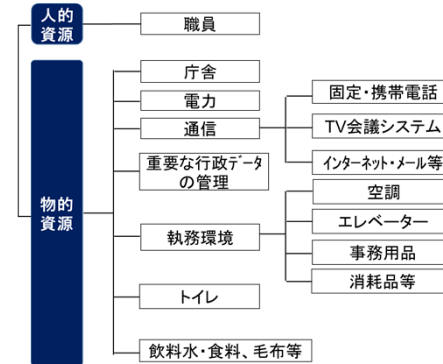 人的
資源
職員
物的
資源
庁舎
電力
通信
固定・携帯電話
TV会議システム
ｲﾝﾀｰﾈｯﾄ・ﾒｰﾙ等
重要な行政ﾃﾞｰﾀ
の管理
執務環境
空調
エレベーター
事務用品
消耗品等
トイレ
飲料水・食料、毛布等